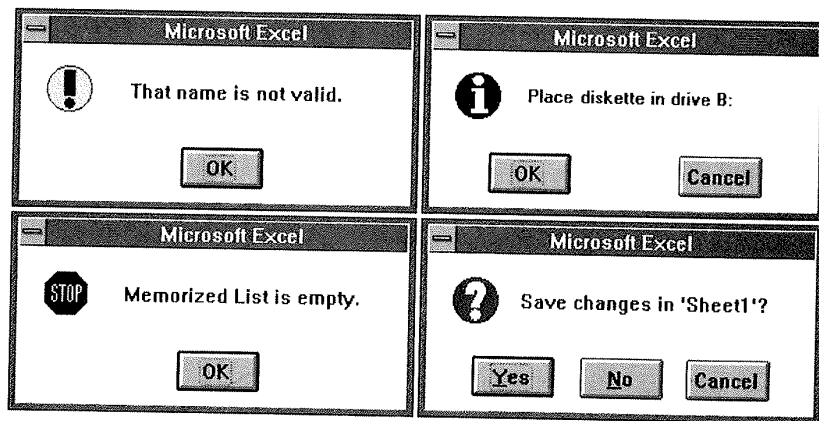 Microsoft Excel
That name is not valid.
OK
Microsoft Excel
Place diskette in drive B:
OK Cancel
Microsoft Excel
STOP
Memorized List is empty.
OK
Microsoft Excel
Save changes in 'Sheet1'?
Yes No Cancel